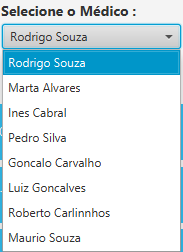 Selecione o Médico :
Rodrigo Souza
Rodrigo Souza
Marta Alvares
Ines Cabral
Pedro Silva
Goncalo Carvalho
Luiz Goncalves
Roberto Carlinnhos
Maurio Souza